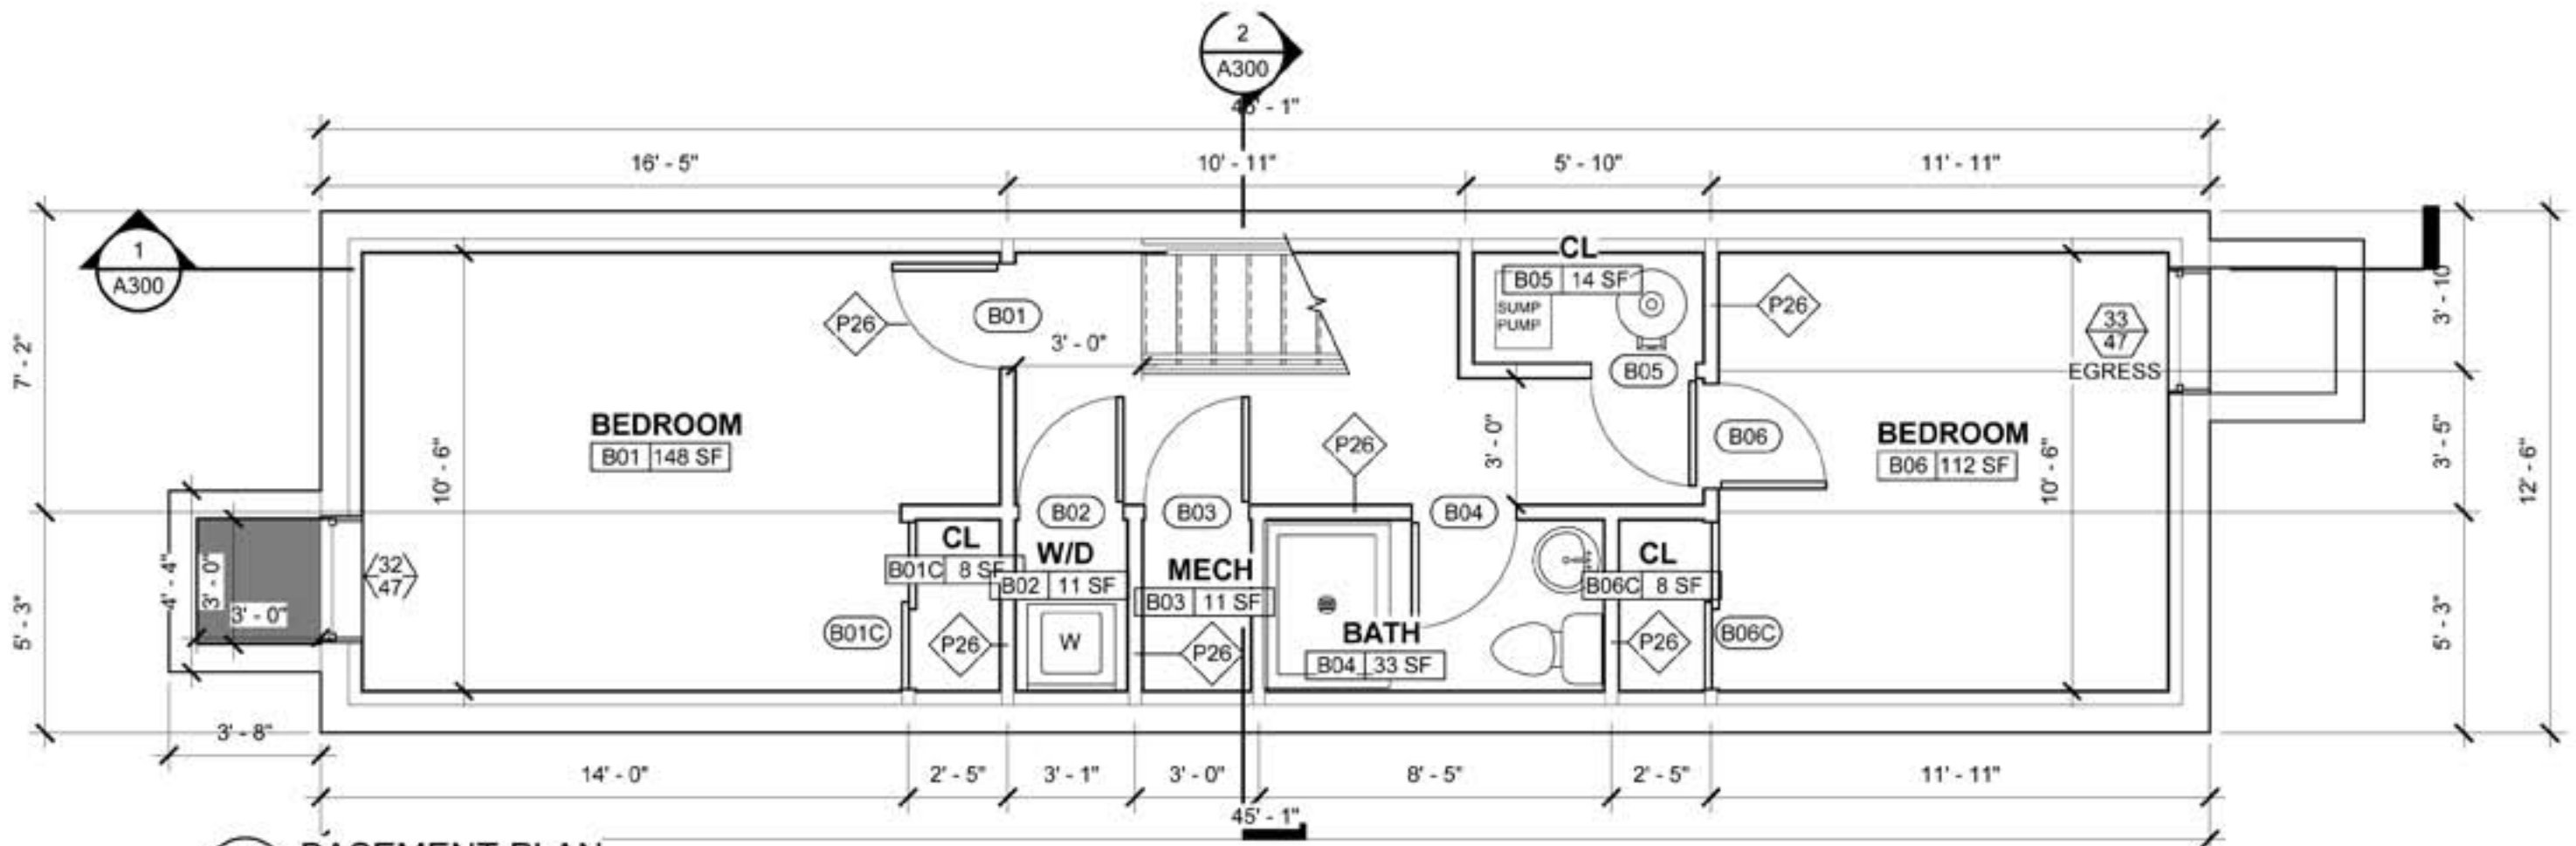 2
A300
45' - 1"
16' - 5"
10' - 11"
5' - 10"
11' - 11"
1
A300
CL
B05 14 SF
SUMP
PUMP
P26
B01
P26
33
47
EGRESS
3' - 10
7' - 2"
3' - 0"
B05
BEDROOM
B01 148 SF
10' - 6"
P26
3' - 0"
B06
BEDROOM
B06 112 SF
10' - 6"
3' - 5"
12' - 6"
B02
B03
B04
4' - 4"
3' - 0"
3' - 0"
32
47
CL
B01C 8 SF
W/D
B02 11 SF
MECH
B03 11 SF
CL
B06C 8 SF
5' - 3"
B01C
P26
W
P26
BATH
B04 33 SF
P26
B06C
5' - 3"
3' - 8"
14' - 0"
2' - 5"
3' - 1"
3' - 0"
8' - 5"
2' - 5"
11' - 11"
45' - 1"
BASEMENT PLAN